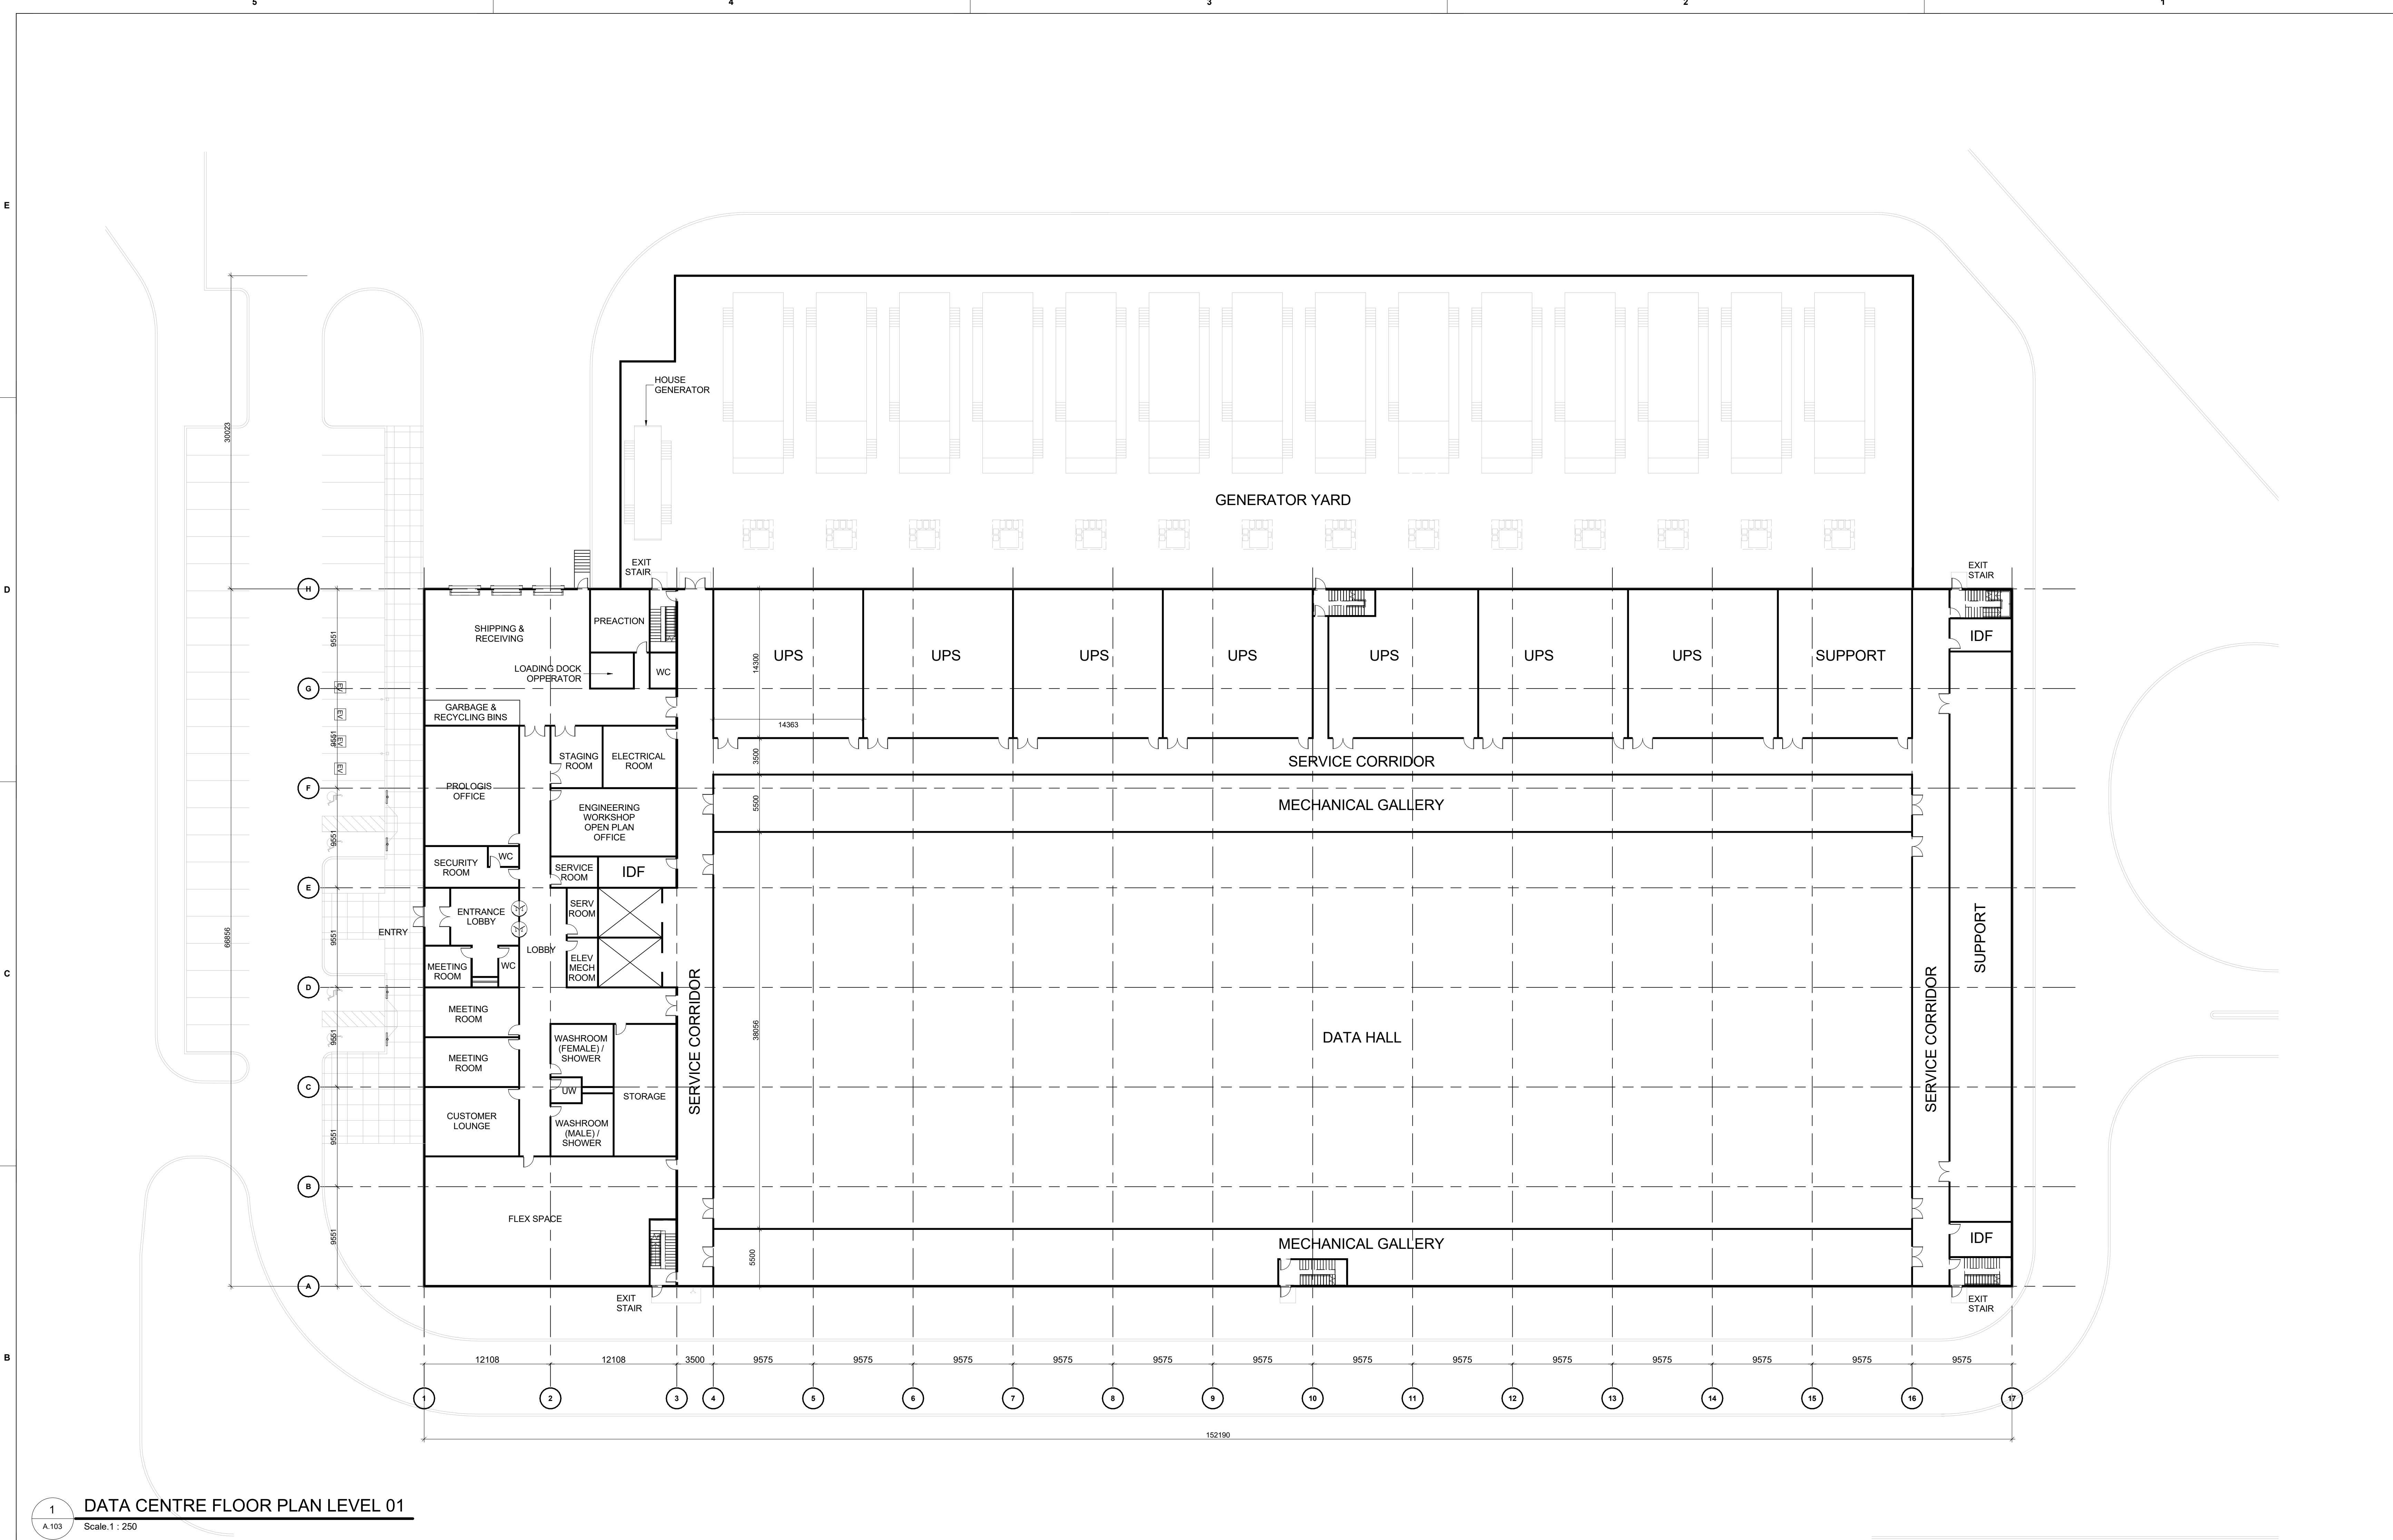 5
4
3
2
1
E
D
C
B
30023
66856
9551
9551
9551
9551
9551
9551
9551
H
G
F
E
D
C
B
A
EV
EV
EV
EV
HOUSE
GENERATOR
GENERATOR YARD
EXIT
STAIR
EXIT
STAIR
SHIPPING &
RECEIVING
PREACTION
LOADING DOCK
OPPERATOR
WC
GARBAGE &
RECYCLING BINS
UPS
UPS
UPS
UPS
UPS
UPS
UPS
SUPPORT
IDF
14300
14363
3500
5500
38056
5500
STAGING
ROOM
ELECTRICAL
ROOM
PROLOGIS
OFFICE
ENGINEERING
WORKSHOP
OPEN PLAN
OFFICE
SERVICE CORRIDOR
MECHANICAL GALLERY
SECURITY
ROOM
WC
SERVICE
ROOM
IDF
ENTRANCE
LOBBY
ENTRY
LOBBY
SERV
ROOM
ELEV
MECH
ROOM
MEETING
ROOM
WC
MEETING
ROOM
MEETING
ROOM
CUSTOMER
LOUNGE
WASHROOM
(FEMALE) /
SHOWER
UW
WASHROOM
(MALE) /
SHOWER
STORAGE
SERVICE CORRIDOR
DATA HALL
SERVICE CORRIDOR
SUPPORT
FLEX SPACE
MECHANICAL GALLERY
IDF
EXIT
STAIR
EXIT
STAIR
12108
12108
3500
9575
9575
9575
9575
9575
9575
9575
9575
9575
9575
9575
9575
9575
1
2
3
4
5
6
7
8
9
10
11
12
13
14
15
16
17
152190
1
A.103
DATA CENTRE FLOOR PLAN LEVEL 01
Scale.1 : 250